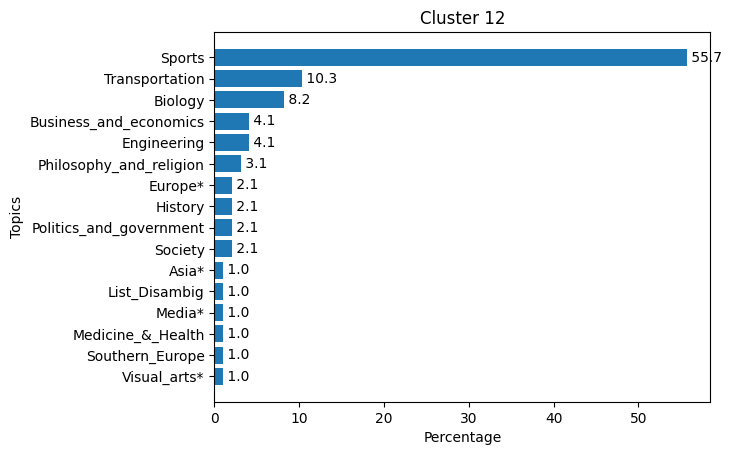 Cluster 12
Topics
Sports 55.7
Transportation 10.3
Biology 8.2
Business_and_economics 4.1
Engineering 4.1
Philosophy_and_religion 3.1
Europe* 2.1
History 2.1
Politics_and_government 2.1
Society 2.1
Asia* 1.0
List_Disambig 1.0
Media* 1.0
Medicine_&_Health 1.0
Southern_Europe 1.0
Visual_arts* 1.0
0 10 20 30 40 50
Percentage